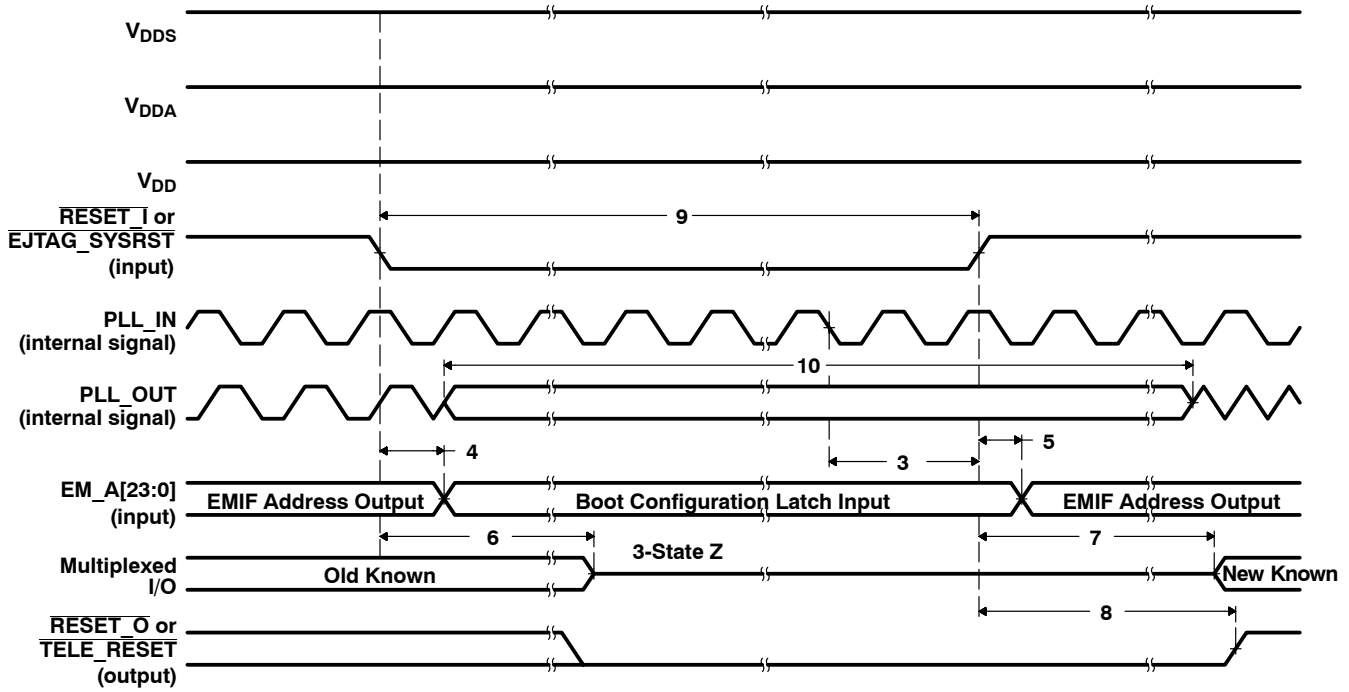 VDDS
VDDA
VDD
RESET_I or
EJTAG_SYSRST
(input)
9
PLL_IN
(internal signal)
10
PLL_OUT
(internal signal)
4
3
5
EM_A[23:0]
(input)
EMIF Address Output
Boot Configuration Latch Input
EMIF Address Output
6
7
Multiplexed
I/O
Old Known
3-State Z
New Known
8
RESET_O or
TELE_RESET
(output)